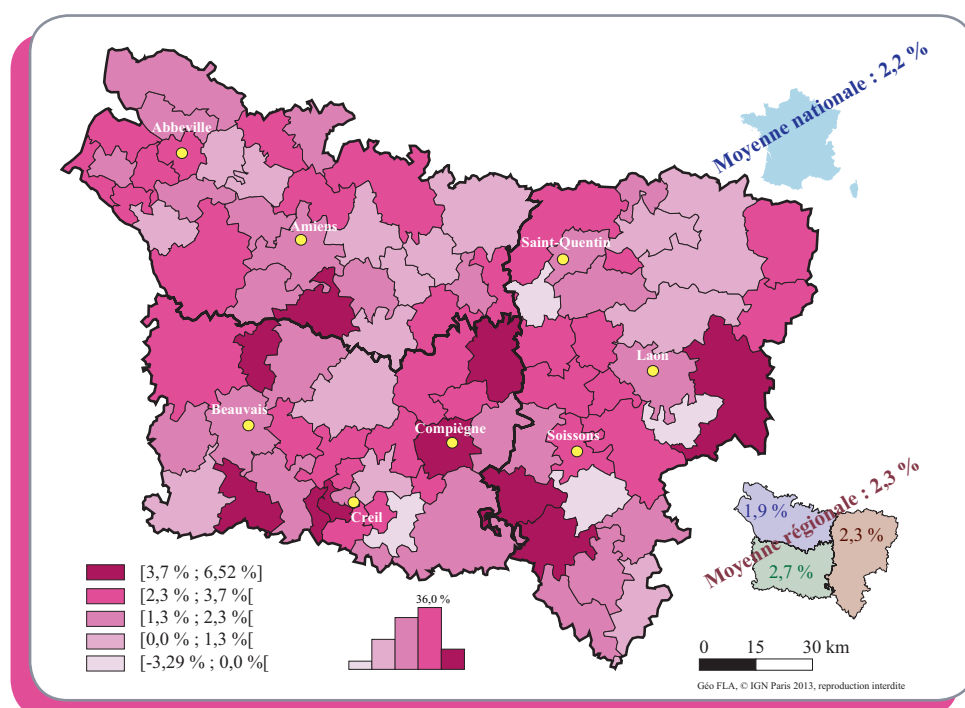 Moyenne nationale : 2,2 %
Abbeville
Amiens
Saint-Quentin
Laon
Beauvais
Compiègne
Soissons
Creil
Moyenne régionale : 2,3 %
1,9 %
2,3 %
2,7 %
[3,7 % ; 6,52 %]
[2,3 % ; 3,7 %[
[1,3 % ; 2,3 %[
[0,0 % ; 1,3 %[
[-3,29 % ; 0,0 %[
36,0 %
0 15 30 km
Géo FLA, © IGN Paris 2013, reproduction interdite